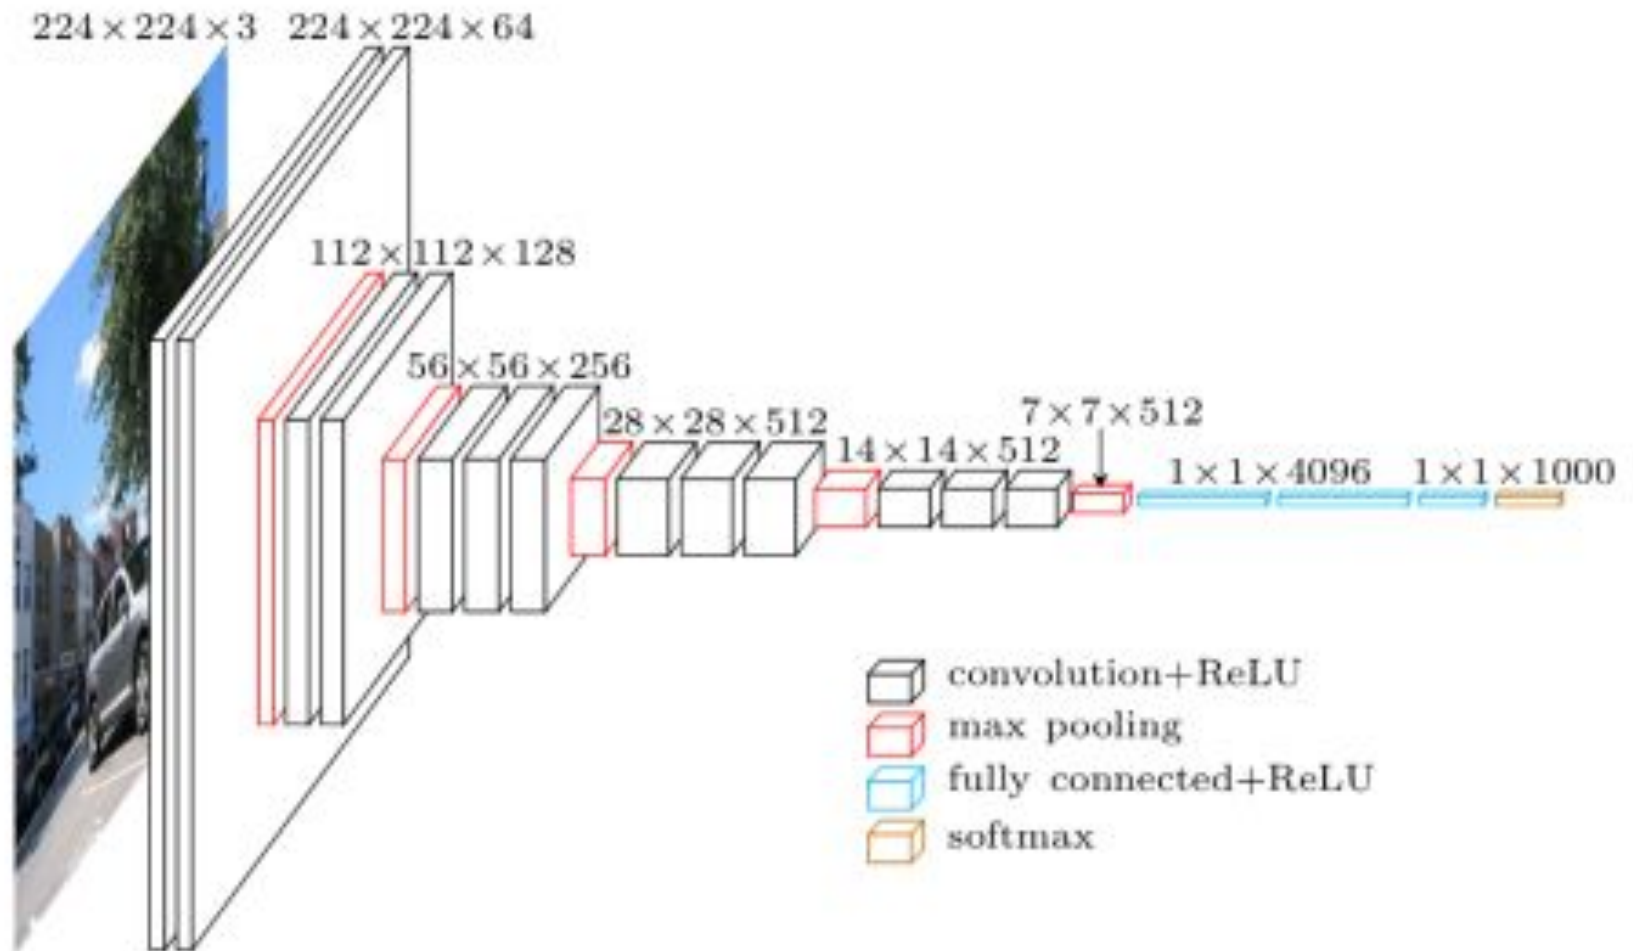 224×224×3
224×224×64
112×112×128
56×56×256
28×28×512
14×14×512
7×7×512
1×1×4096
1×1×1000
convolution+ReLU
max pooling
fully connected+ReLU
softmax